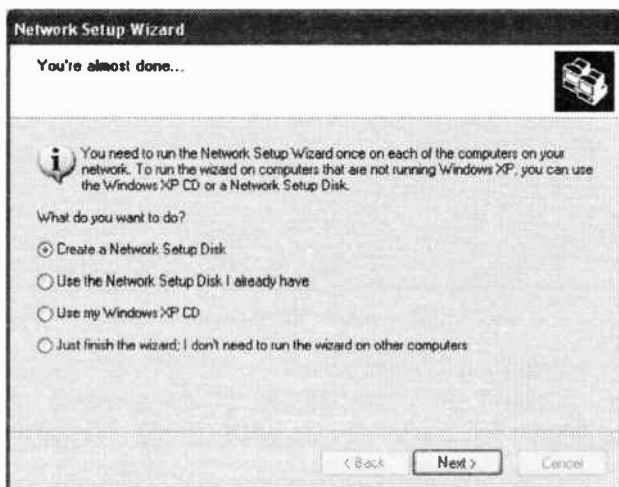 Network Setup Wizard
You're almost done...
You need to run the Network Setup Wizard once on each of the computers on your
network. To run the wizard on computers that are not running Windows XP, you can use
the Windows XP CD or a Network Setup Disk.
What do you want to do?
Create a Network Setup Disk
Use the Network Setup Disk I already have
Use my Windows XP CD
Just finish the wizard; I don't need to run the wizard on other computers
< Back Next > Cancel